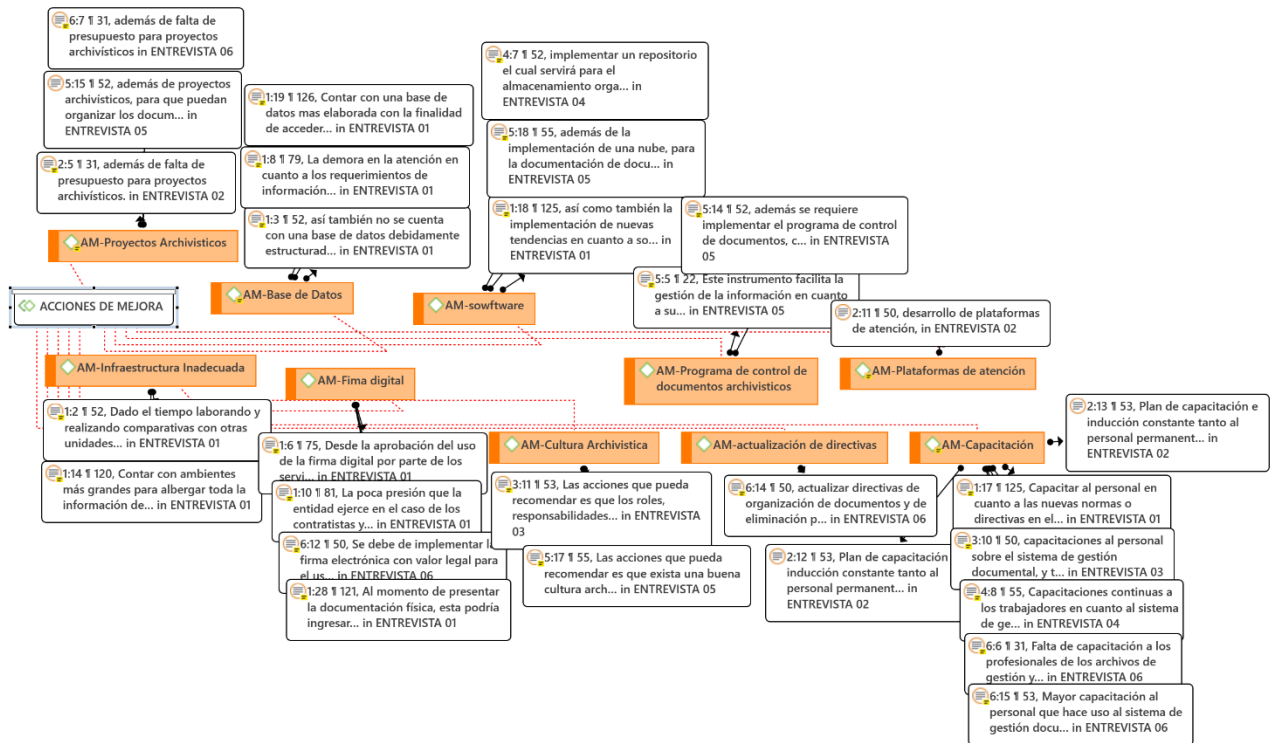 6:7 ¶ 31, además de falta de
presupuesto para proyectos
archivísticos in ENTREVISTA 06
5:15 ¶ 52, además de proyectos
archivísticos, para que puedan
organizar los docum... in
ENTREVISTA 05
2:5 ¶ 31, además de falta de
presupuesto para proyectos
archivísticos. in ENTREVISTA 02
AM-Proyectos Archivisticos
1:19 ¶ 126, Contar con una base de
datos mas elaborada con la finalidad
de acceder... in ENTREVISTA 01
1:8 ¶ 79, La demora en la atención en
cuanto a los requerimientos de
información... in ENTREVISTA 01
1:3 ¶ 52, así también no se cuenta
con una base de datos debidamente
estructurad... in ENTREVISTA 01
AM-Base de Datos
4:7 ¶ 52, implementar un repositorio
el cual servirá para el
almacenamiento orga... in
ENTREVISTA 04
5:18 ¶ 55, además de la
implementación de una nube, para
la documentación de docu... in
ENTREVISTA 05
1:18 ¶ 125, así como también la
implementación de nuevas
tendencias en cuanto a so... in
ENTREVISTA 01
AM-sowftware
5:14 ¶ 52, además se requiere
implementar el programa de control
de documentos, c... in ENTREVISTA
05
5:5 ¶ 22, Este instrumento facilita la
gestión de la información en cuanto
a su... in ENTREVISTA 05
2:11 ¶ 50, desarrollo de plataformas
de atención, in ENTREVISTA 02
ACCIONES DE MEJORA
AM-Infraestructura Inadecuada
AM-Fima digital
AM-Programa de control de
documentos archivisticos
AM-Plataformas de atención
1:2 ¶ 52, Dado el tiempo laborando y
realizando comparativas con otras
unidades... in ENTREVISTA 01
1:14 ¶ 120, Contar con ambientes
más grandes para albergar toda la
información de... in ENTREVISTA 01
1:6 ¶ 75, Desde la aprobación del uso
de la firma digital por parte de los
servi... in ENTREVISTA 01
1:10 ¶ 81, La poca presión que la
entidad ejerce en el caso de los
contratistas y... in ENTREVISTA 01
6:12 ¶ 50, Se debe de implementar la
firma electrónica con valor legal para
el us... in ENTREVISTA 06
1:28 ¶ 121, Al momento de presentar
la documentación física, esta podría
ingresar... in ENTREVISTA 01
AM-Cultura Archivistica
3:11 ¶ 53, Las acciones que pueda
recomendar es que los roles,
responsabilidades... in ENTREVISTA
03
5:17 ¶ 55, Las acciones que pueda
recomendar es que exista una buena
cultura arch... in ENTREVISTA 05
AM-actualización de directivas
6:14 ¶ 50, actualizar directivas de
organización de documentos y de
eliminación p... in ENTREVISTA 06
2:12 ¶ 53, Plan de capacitación
inducción constante tanto al
personal permanent... in
ENTREVISTA 02
AM-Capacitación
2:13 ¶ 53, Plan de capacitación e
inducción constante tanto al
personal permanent... in
ENTREVISTA 02
1:17 ¶ 125, Capacitar al personal en
cuanto a las nuevas normas o
directivas en el... in ENTREVISTA 01
3:10 ¶ 50, capacitaciones al personal
sobre el sistema de gestión
documental, y t... in ENTREVISTA 03
4:8 ¶ 55, Capacitaciones continuas a
los trabajadores en cuanto al sistema
de ge... in ENTREVISTA 04
6:6 ¶ 31, Falta de capacitación a los
profesionales de los archivos de
gestión y... in ENTREVISTA 06
6:15 ¶ 53, Mayor capacitación al
personal que hace uso al sistema de
gestión docu... in ENTREVISTA 06